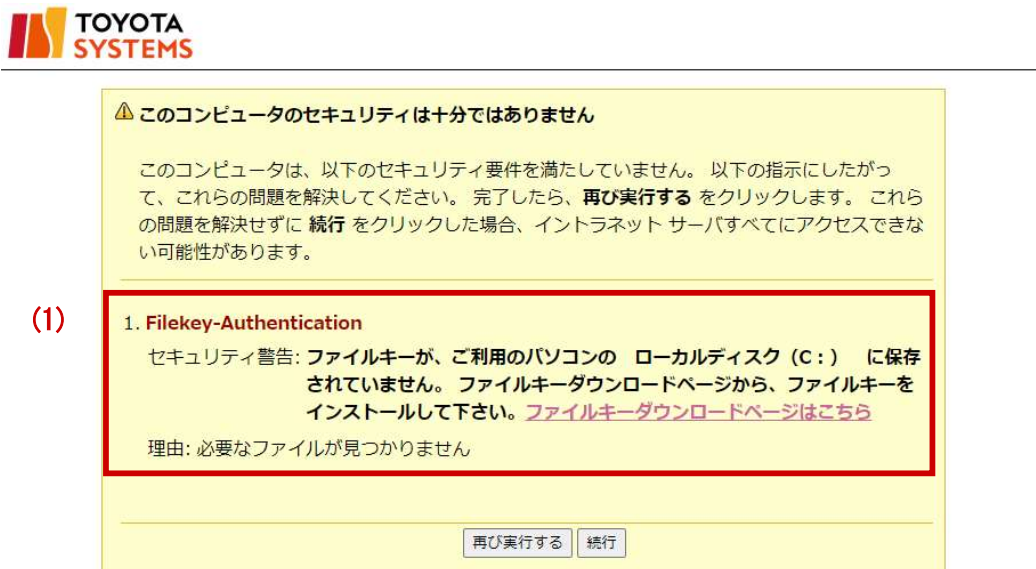 TOYOTA
SYSTEMS
このコンピュータのセキュリティは十分ではありません
このコンピュータは、以下のセキュリティ要件を満たしていません。 以下の指示にしたがっ
て、これらの問題を解決してください。 完了したら、再び実行する をクリックします。 これら
の問題を解決せずに 続行 をクリックした場合、イントラネット サーバすべてにアクセスできな
い可能性があります。
(1)
1. Filekey-Authentication
セキュリティ警告: ファイルキーが、ご利用のパソコンの　ローカルディスク（C：）　に保存
されていません。 ファイルキーダウンロードページから、ファイルキーを
インストールして下さい。ファイルキーダウンロードページはこちら
理由: 必要なファイルが見つかりません
再び実行する 続行